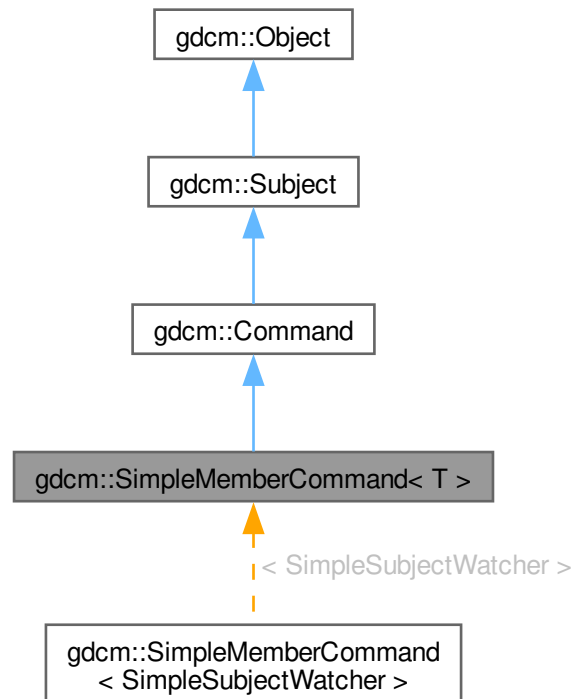 gdcm::Object
gdcm::Subject
gdcm::Command
gdcm::SimpleMemberCommand< T >
< SimpleSubjectWatcher >
gdcm::SimpleMemberCommand
< SimpleSubjectWatcher >